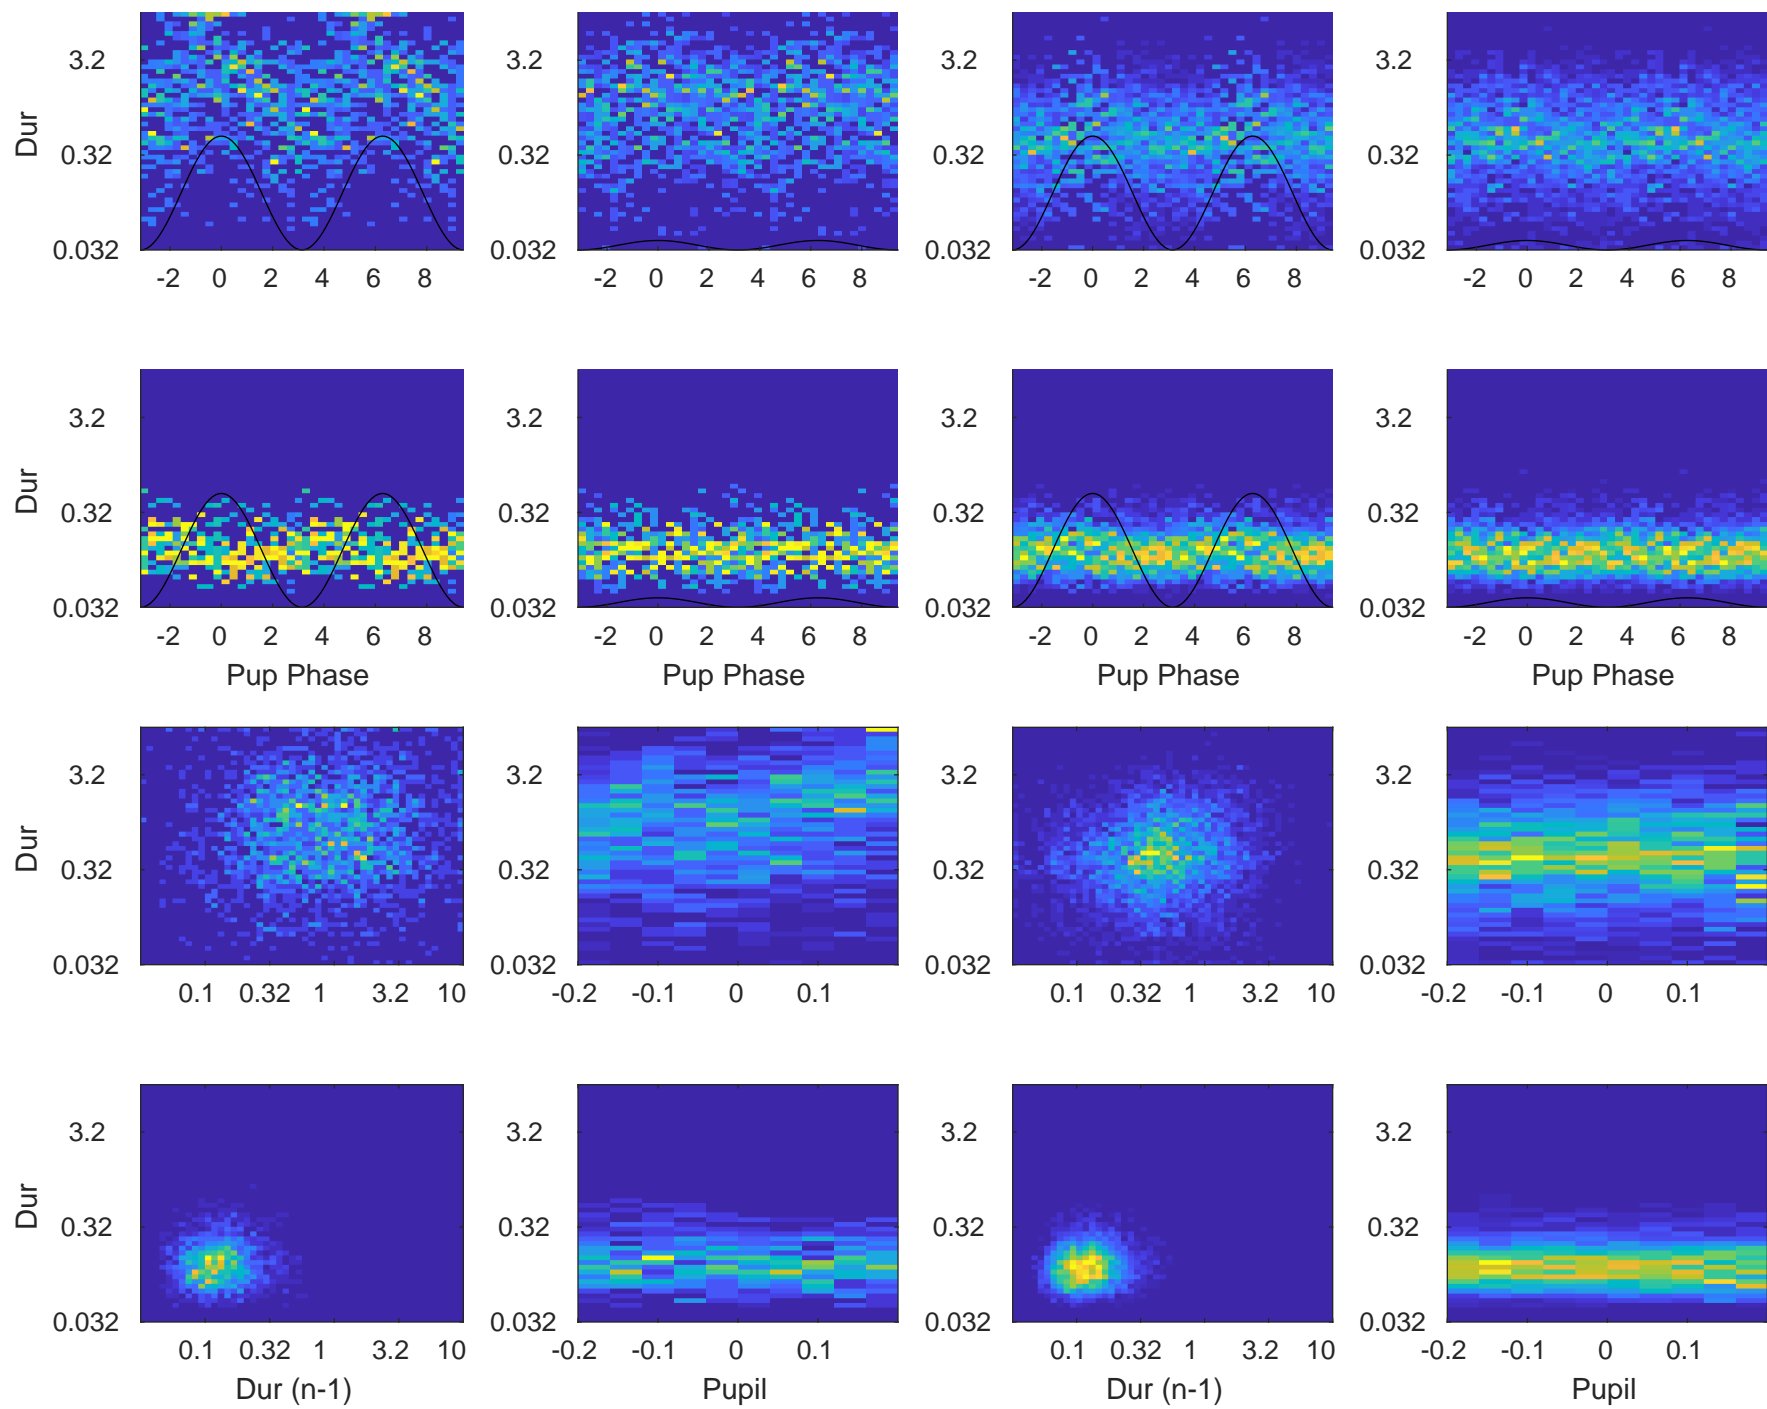 3.2 3.2 3.2 3.2
Dur
0.32 0.32 0.32 0.32
0.032 0.032 0.032 0.032
-2 0 2 4 6 8 -2 0 2 4 6 8 -2 0 2 4 6 8 -2 0 2 4 6 8
3.2 3.2 3.2 3.2
Dur
0.32 0.32 0.32 0.32
0.032 0.032 0.032 0.032
-2 0 2 4 6 8 -2 0 2 4 6 8 -2 0 2 4 6 8 -2 0 2 4 6 8
Pup Phase Pup Phase Pup Phase Pup Phase
3.2 3.2 3.2 3.2
Dur
0.32 0.32 0.32 0.32
0.032 0.032 0.032 0.032
0.1 0.32 1 3.2 10 -0.2 -0.1 0 0.1 0.1 0.32 1 3.2 10 -0.2 -0.1 0 0.1
3.2 3.2 3.2 3.2
Dur
0.32 0.32 0.32 0.32
0.032 0.032 0.032 0.032
0.1 0.32 1 3.2 10 -0.2 -0.1 0 0.1 0.1 0.32 1 3.2 10 -0.2 -0.1 0 0.1
Dur (n-1) Pupil Dur (n-1) Pupil